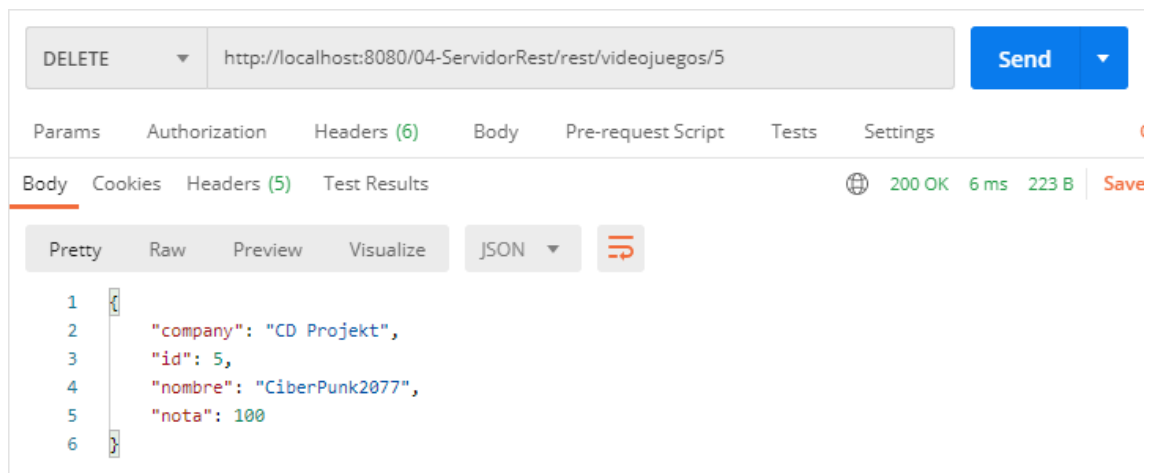 DELETE http://localhost:8080/04-ServidorRest/rest/videojuegos/5 Send
Params Authorization Headers (6) Body Pre-request Script Tests Settings
Body Cookies Headers (5) Test Results 200 OK 6 ms 223 B Save
Pretty Raw Preview Visualize JSON
1 {
2 "company": "CD Projekt",
3 "id": 5,
4 "nombre": "CiberPunk2077",
5 "nota": 100
6 }